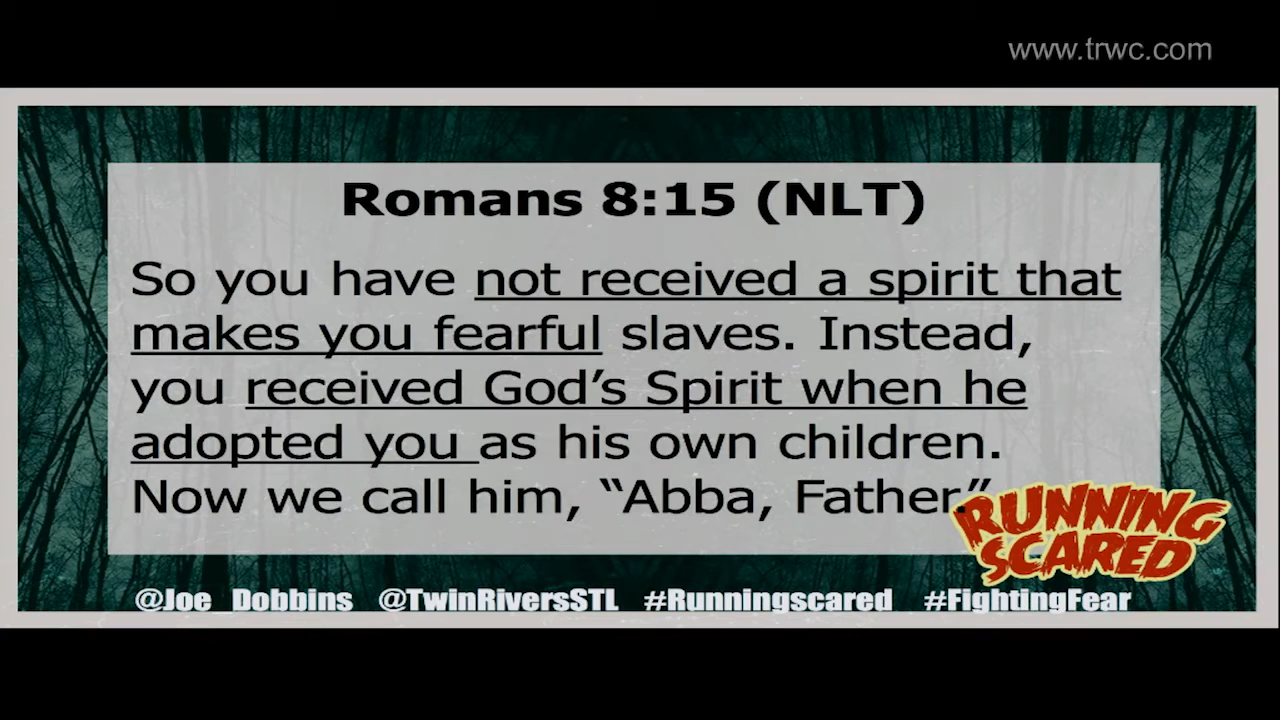 www.trwc.com
Romans 8:15 (NLT)
So you have not received a spirit that
makes you fearful slaves. Instead,
you received God’s Spirit when he
adopted you as his own children.
Now we call him, “Abba, Father.”
RUNNING
SCARED
@Joe_Dobbins @TwinRiversSTL #Runningscared #FightingFear